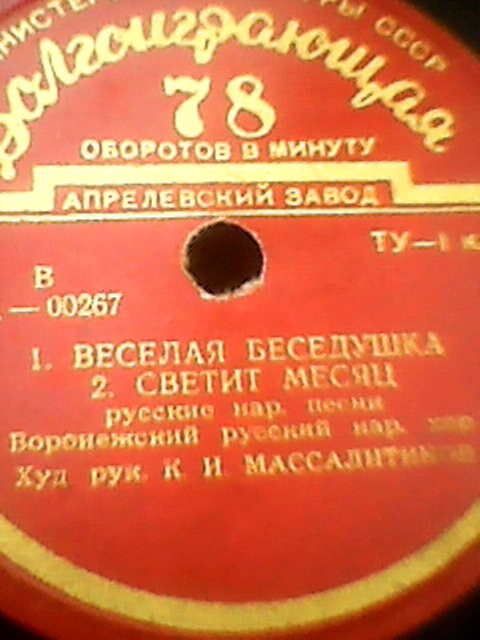 Долгоиграющая
78
ОБОРОТОВ В МИНУТУ
АПРЕЛЕВСКИЙ ЗАВОД
ТУ—1
В
—00267
1. ВЕСЕЛАЯ БЕСЕДУШКА
2. СВЕТИТ МЕСЯЦ
русские нар. песни
Воронежский русский нар. хор
Худ. рук. К. И. МАССАЛИТИНОВ